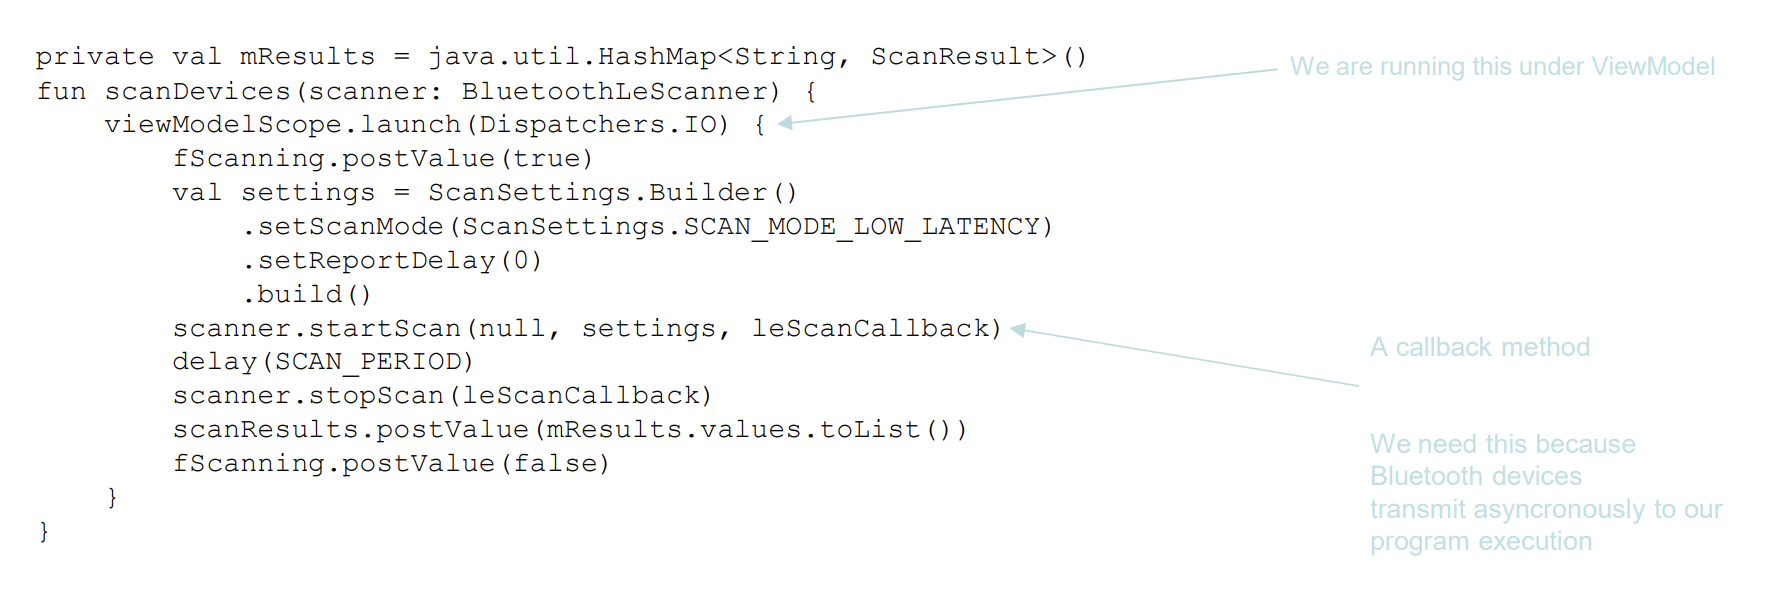 private val mResults = java.util.HashMap<String, ScanResult>()
fun scanDevices(scanner: BluetoothLeScanner) {
    viewModelScope.launch(Dispatchers.IO) {
        fScanning.postValue(true)
        val settings = ScanSettings.Builder()
            .setScanMode(ScanSettings.SCAN_MODE_LOW_LATENCY)
            .setReportDelay(0)
            .build()
        scanner.startScan(null, settings, leScanCallback)
        delay(SCAN_PERIOD)
        scanner.stopScan(leScanCallback)
        scanResults.postValue(mResults.values.toList())
        fScanning.postValue(false)
    }
}
We are running this under ViewModel
A callback method
We need this because
Bluetooth devices
transmit asyncronously to our
program execution